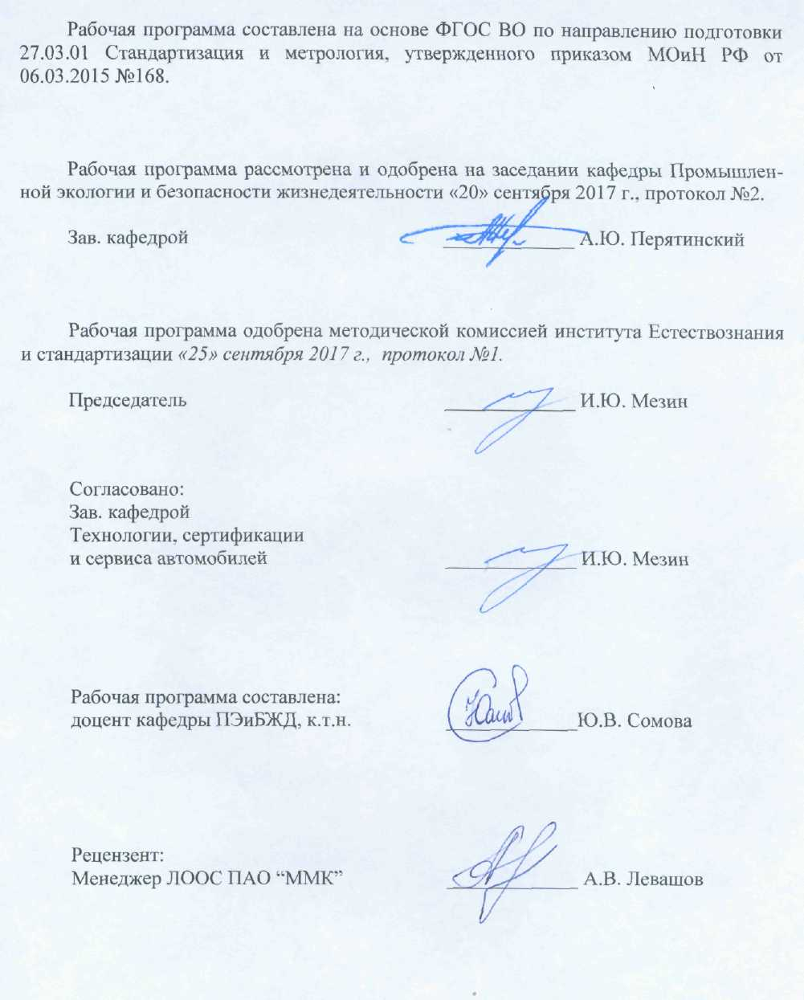 Рабочая программа составлена на основе ФГОС ВО по направлению подготовки
27.03.01 Стандартизация и метрология, утвержденного приказом МОиН РФ от
06.03.2015 №168.
Рабочая программа рассмотрена и одобрена на заседании кафедры Промышлен-
ной экологии и безопасности жизнедеятельности «20» сентября 2017 г., протокол №2.
Зав. кафедрой А.Ю. Перятинский
Рабочая программа одобрена методической комиссией института Естествознания
и стандартизации «25» сентября 2017 г., протокол №1.
Председатель И.Ю. Мезин
Согласовано:
Зав. кафедрой
Технологии, сертификации
и сервиса автомобилей И.Ю. Мезин
Рабочая программа составлена:
доцент кафедры ПЭиБЖД, к.т.н. Ю.В. Сомова
Рецензент:
Менеджер ЛООС ПАО “ММК” А.В. Левашов